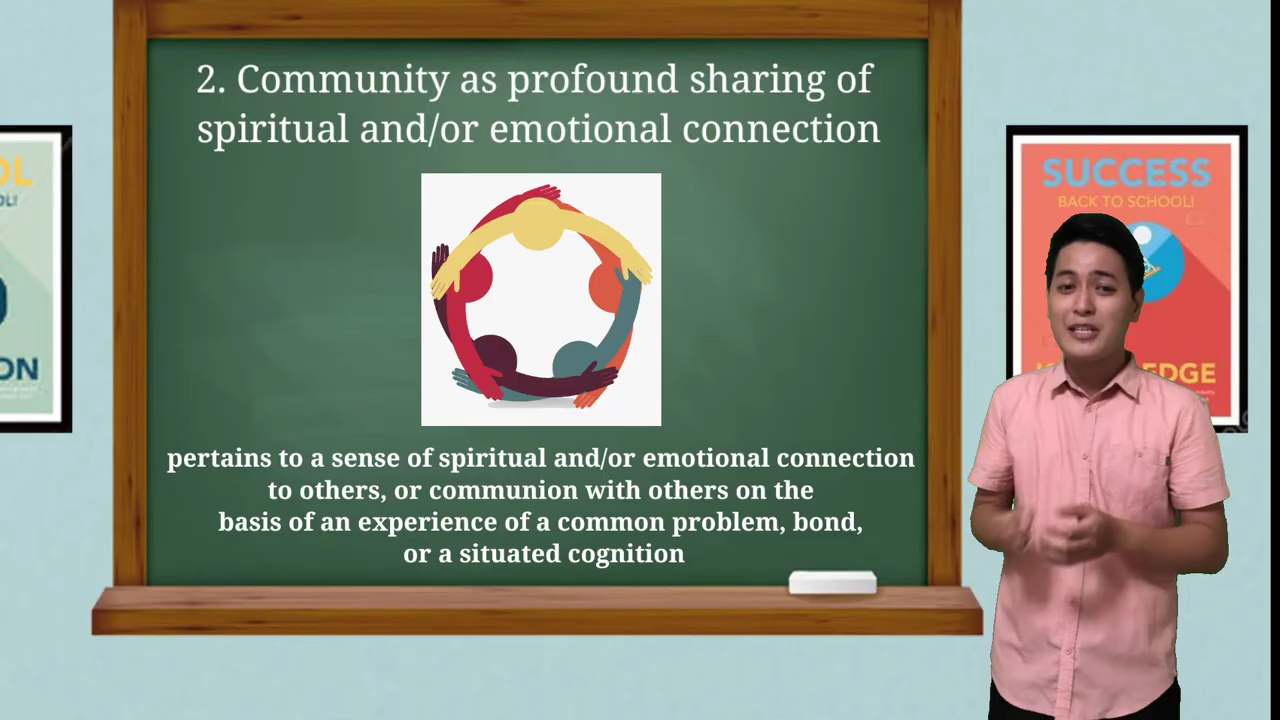 2. Community as profound sharing of
spiritual and/or emotional connection
pertains to a sense of spiritual and/or emotional connection
to others, or communion with others on the
basis of an experience of a common problem, bond,
or a situated cognition
OL
OL!
ON
SUCCESS
BACK TO SCHOOL!
EDGE